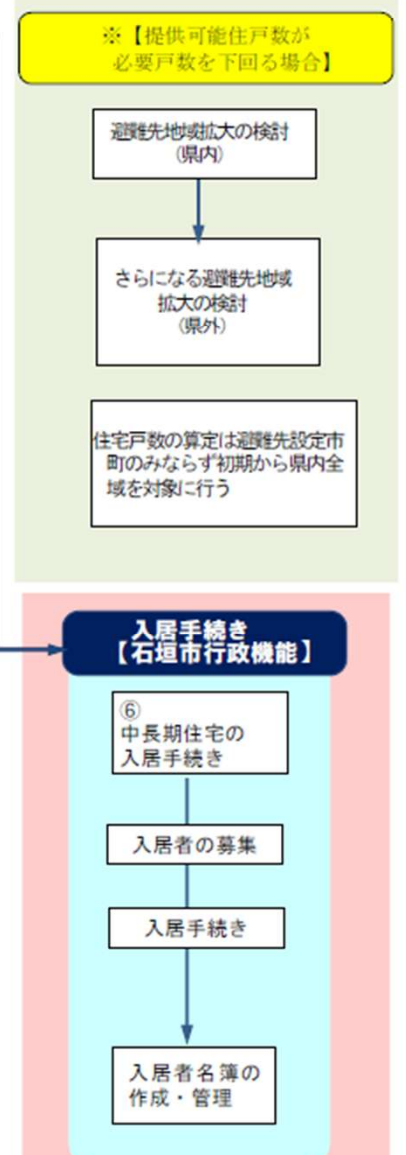 ※【提供可能住戸数が
必要戸数を下回る場合】
避難先地域拡大の検討
（県内）
さらになる避難先地域
拡大の検討
（県外）
住宅戸数の算定は避難先設定市
町のみならず初期から県内全
域を対象に行う
入居手続き
【石垣市行政機能】
⑥
中長期住宅の
入居手続き
入居者の募集
入居手続き
入居者名簿の
作成・管理